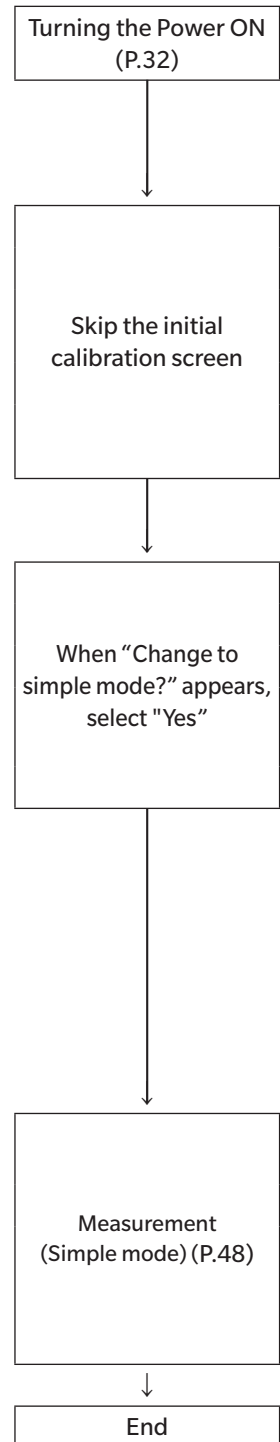 Turning the Power ON
(P.32)
Skip the initial
calibration screen
When “Change to
simple mode?” appears,
select "Yes”
Measurement
(Simple mode) (P.48)
End